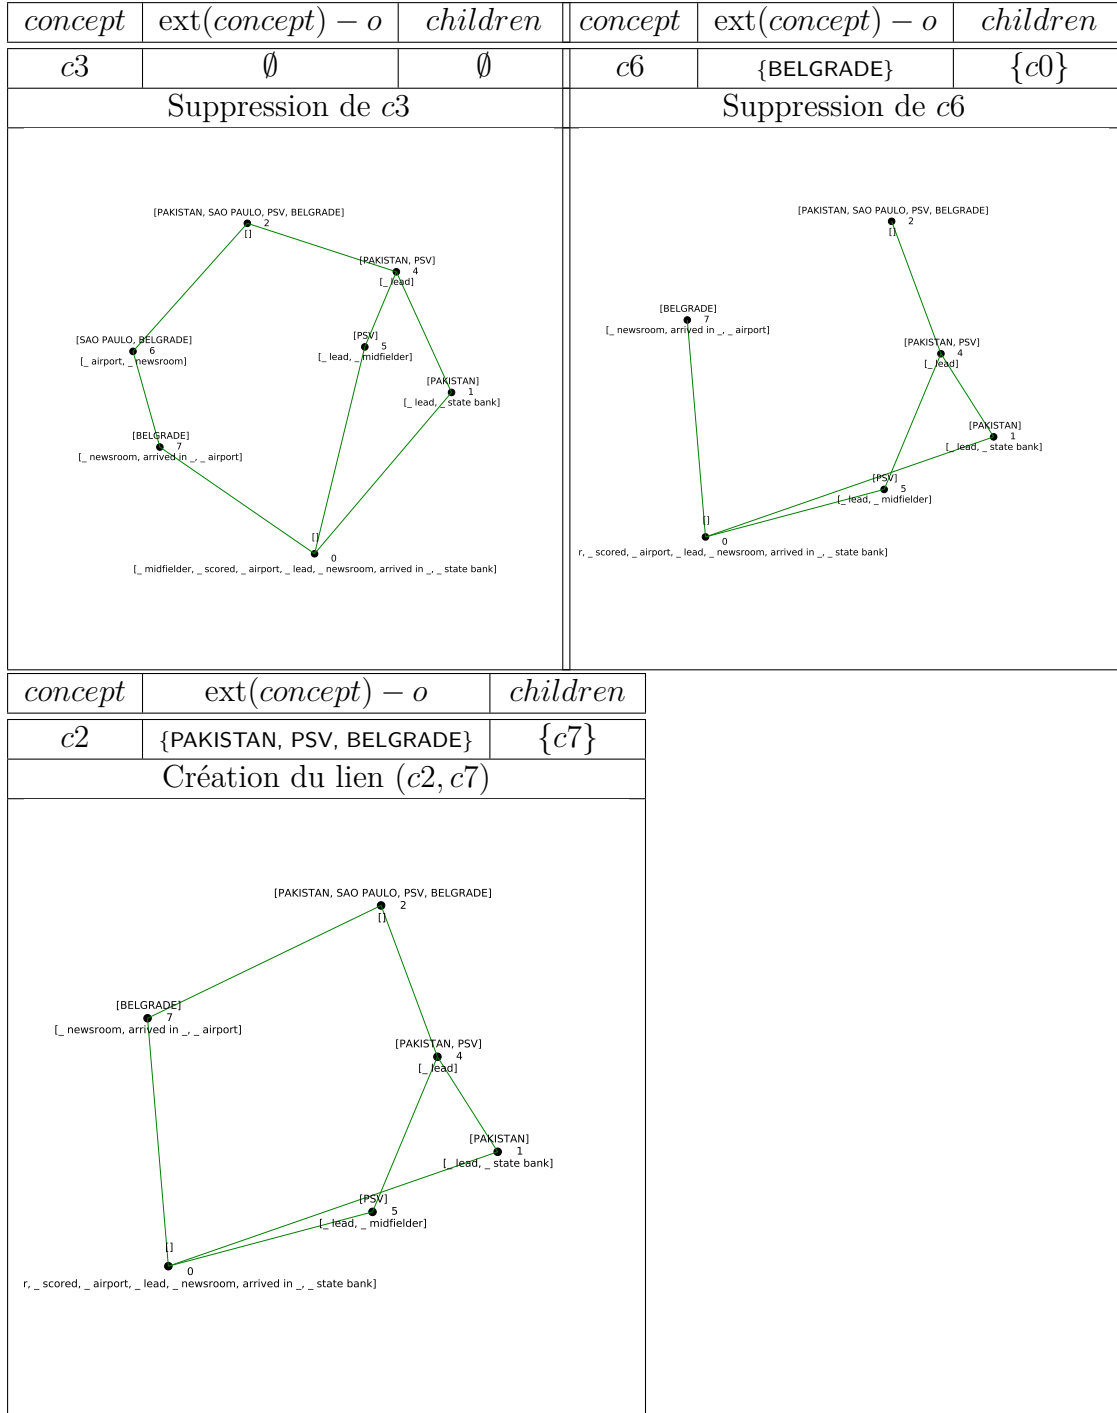 concept ext(concept) − o children
c3 ∅ ∅
Suppression de c3
[PAKISTAN, SAO PAULO, PSV, BELGRADE]
2
[]
[PAKISTAN, PSV]
4
[_ lead]
[SAO PAULO, BELGRADE]
6
[_ airport, _ newsroom]
[PSV]
5
[_ lead, _ midfielder]
[PAKISTAN]
1
[_ lead, _ state bank]
[BELGRADE]
7
[_ newsroom, arrived in _, _ airport]
[]
0
[_ midfielder, _ scored, _ airport, _ lead, _ newsroom, arrived in _, _ state bank]
concept ext(concept) − o children
c6 {BELGRADE} {c0}
Suppression de c6
[PAKISTAN, SAO PAULO, PSV, BELGRADE]
2
[]
[BELGRADE]
7
[_ newsroom, arrived in _, _ airport]
[PAKISTAN, PSV]
4
[_ lead]
[PAKISTAN]
1
[_ lead, _ state bank]
[PSV]
5
[_ lead, _ midfielder]
[]
0
r, _ scored, _ airport, _ lead, _ newsroom, arrived in _, _ state bank]
concept ext(concept) − o children
c2 {PAKISTAN, PSV, BELGRADE} {c7}
Création du lien (c2, c7)
[PAKISTAN, SAO PAULO, PSV, BELGRADE]
2
[]
[BELGRADE]
7
[_ newsroom, arrived in _, _ airport]
[PAKISTAN, PSV]
4
[_ lead]
[PAKISTAN]
1
[_ lead, _ state bank]
[PSV]
5
[_ lead, _ midfielder]
[]
0
r, _ scored, _ airport, _ lead, _ newsroom, arrived in _, _ state bank]